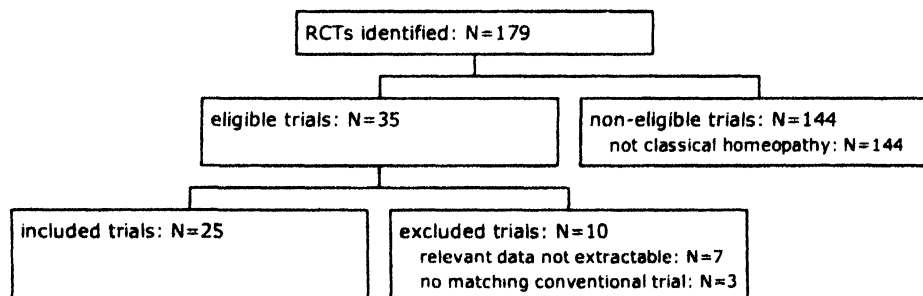 RCTs identified: N=179
eligible trials: N=35
non-eligible trials: N=144
not classical homeopathy: N=144
included trials: N=25
excluded trials: N=10
relevant data not extractable: N=7
no matching conventional trial: N=3